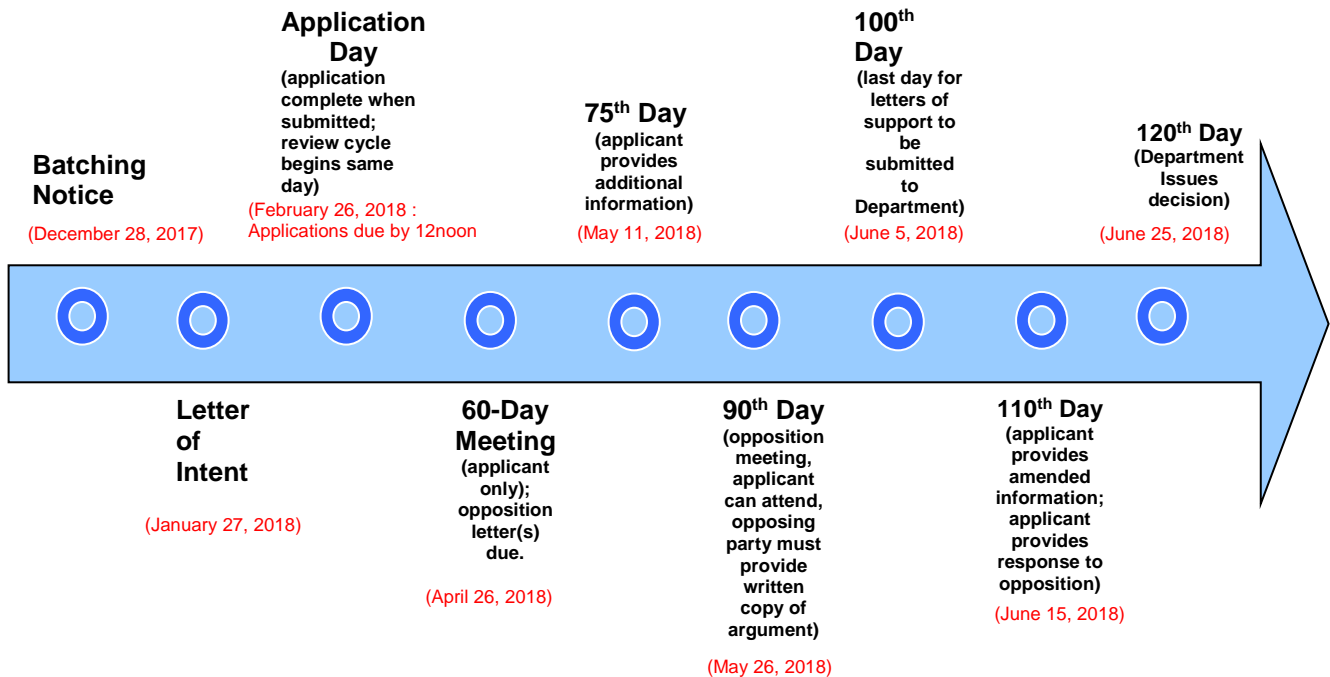 Batching
Notice
(December 28, 2017)
Letter
of
Intent
(January 27, 2018)
Application
Day
(application
complete when
submitted;
review cycle
begins same
day)
(February 26, 2018 :
Applications due by 12noon
60-Day
Meeting
(applicant
only);
opposition
letter(s)
due.
(April 26, 2018)
75th Day
(applicant
provides
additional
information)
(May 11, 2018)
90th Day
(opposition
meeting,
applicant
can attend,
opposing
party must
provide
written
copy of
argument)
(May 26, 2018)
100th
Day
(last day for
letters of
support to
be
submitted
to
Department)
(June 5, 2018)
110th Day
(applicant
provides
amended
information;
applicant
provides
response to
opposition)
(June 15, 2018)
120th Day
(Department
Issues
decision)
(June 25, 2018)